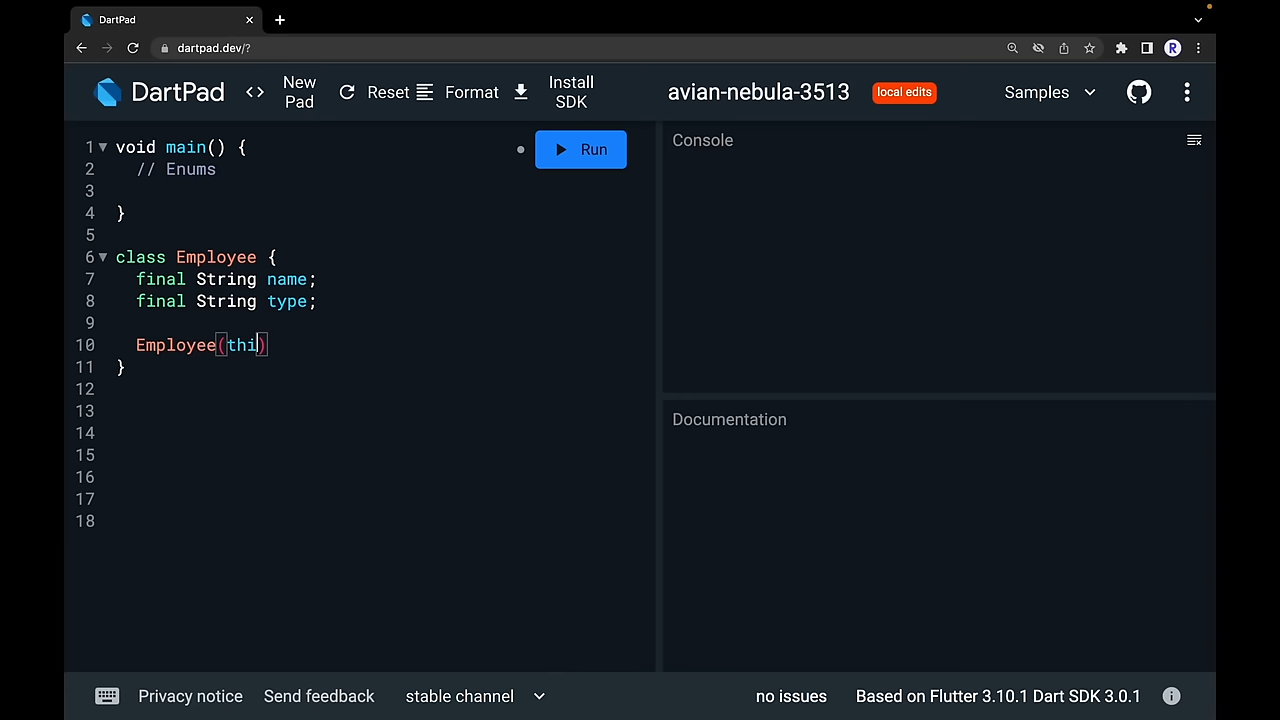 DartPad
dartpad.dev/?
R
DartPad
<> New Pad
Reset
Format
Install SDK
avian-nebula-3513
local edits
Samples
1 void main() {
2 // Enums
3
4 }
5
6 class Employee {
7 final String name;
8 final String type;
9
10 Employee(thi)
11 }
12
13
14
15
16
17
18
Run
Console
Documentation
Privacy notice
Send feedback
stable channel
no issues
Based on Flutter 3.10.1 Dart SDK 3.0.1